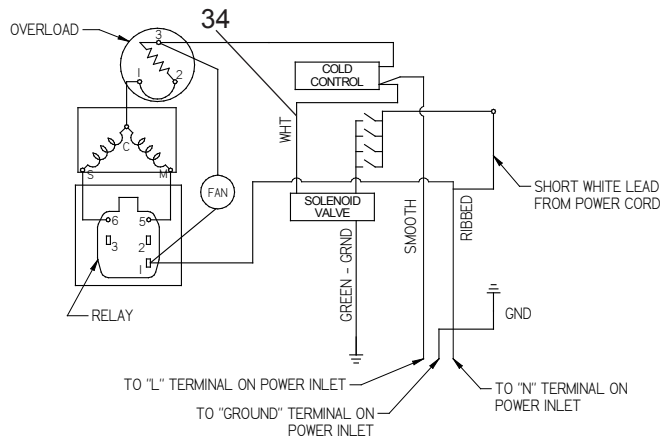 OVERLOAD
34
3
1 2
COLD
CONTROL
WHT
C
S M
FAN
SOLENOID
VALVE
SMOOTH
RIBBED
SHORT WHITE LEAD
FROM POWER CORD
6 5
3 2
1
RELAY
GREEN - GRND
GND
TO "L" TERMINAL ON POWER INLET
TO "GROUND" TERMINAL ON
POWER INLET
TO "N" TERMINAL ON
POWER INLET